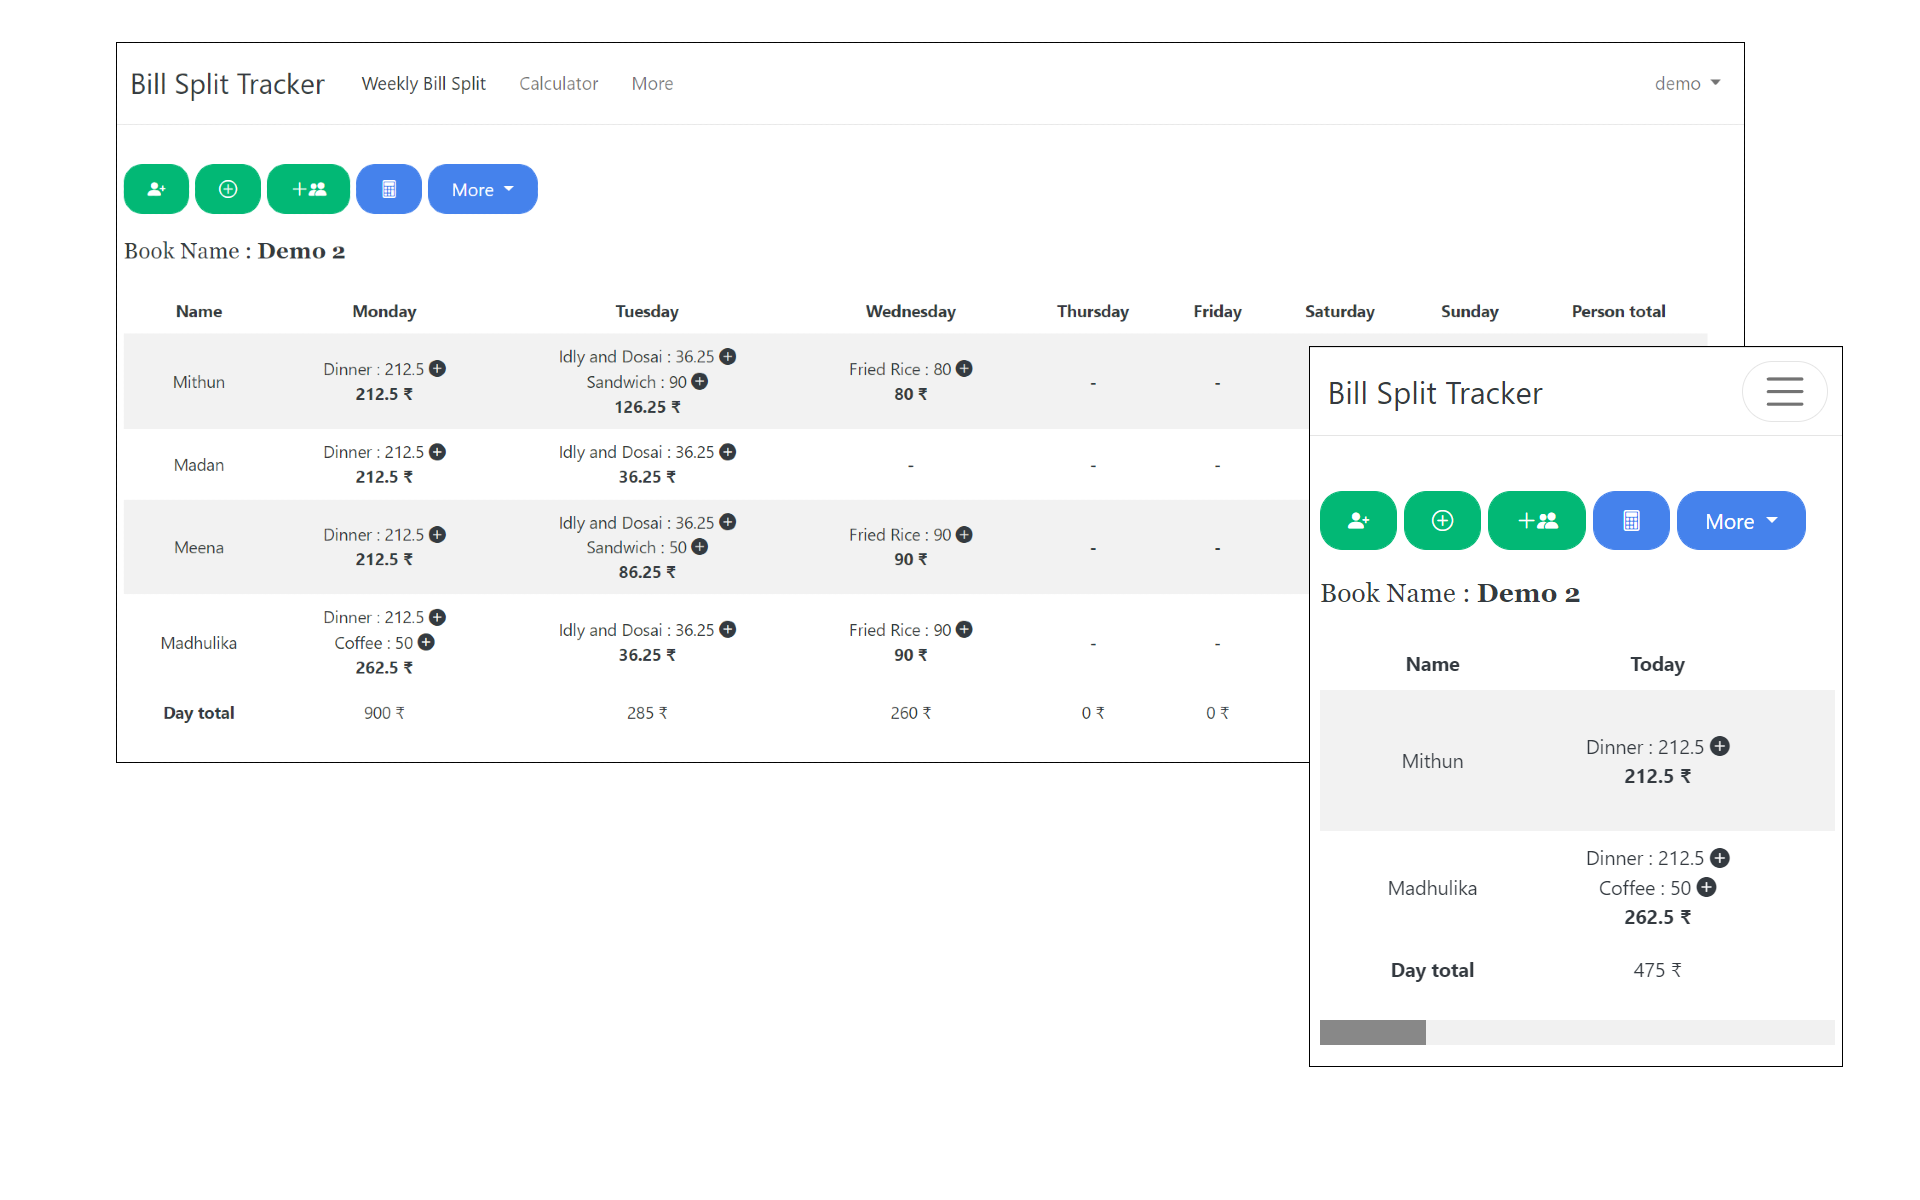 Bill Split Tracker Weekly Bill Split Calculator More demo
More
Book Name : Demo 2
Name Monday Tuesday Wednesday Thursday Friday Saturday Sunday Person total
Mithun Dinner : 212.5 212.5 ₹ Idly and Dosai : 36.25 Sandwich : 90 126.25 ₹ Fried Rice : 80 80 ₹ - -
Madan Dinner : 212.5 212.5 ₹ Idly and Dosai : 36.25 36.25 ₹ - - -
Meena Dinner : 212.5 212.5 ₹ Idly and Dosai : 36.25 Sandwich : 50 86.25 ₹ Fried Rice : 90 90 ₹ - -
Madhulika Dinner : 212.5 Coffee : 50 262.5 ₹ Idly and Dosai : 36.25 36.25 ₹ Fried Rice : 90 90 ₹ - -
Day total 900 ₹ 285 ₹ 260 ₹ 0 ₹ 0 ₹
Bill Split Tracker
More
Book Name : Demo 2
Name Today
Mithun Dinner : 212.5 212.5 ₹
Madhulika Dinner : 212.5 Coffee : 50 262.5 ₹
Day total 475 ₹